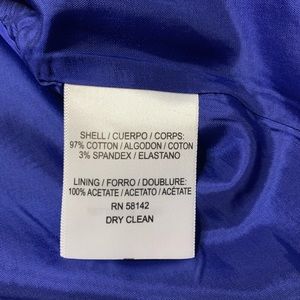 SHELL / CUERPO / CORPS:
97% COTTON / ALGODON / COTON
3% SPANDEX / ELASTANO
LINING / FORRO / DOUBLURE:
100% ACETATE / ACETATO / ACÉTATE
RN 58142
DRY CLEAN